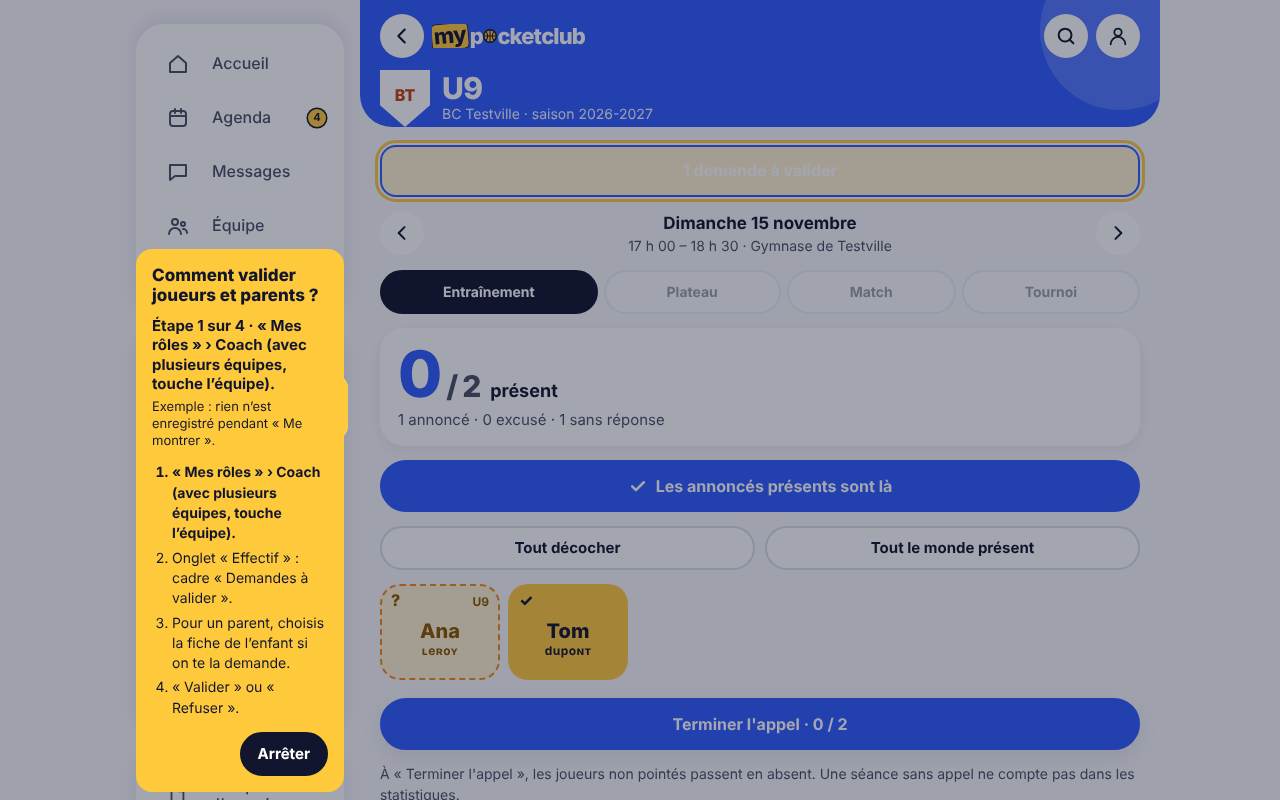 Accueil
Agenda
4
Messages
Équipe
Comment valider
joueurs et parents ?
Étape 1 sur 4 · « Mes
rôles » › Coach (avec
plusieurs équipes,
touche l’équipe).
Exemple : rien n’est
enregistré pendant « Me
montrer ».
1. « Mes rôles » › Coach
(avec plusieurs
équipes, touche
l’équipe).
2. Onglet « Effectif » :
cadre « Demandes à
valider ».
3. Pour un parent, choisis
la fiche de l’enfant si
on te la demande.
4. « Valider » ou «
Refuser ».
Arrêter
mypocketclub
BT
U9
BC Testville · saison 2026-2027
1 demande à valider
Dimanche 15 novembre
17 h 00 – 18 h 30 · Gymnase de Testville
Entraînement
Plateau
Match
Tournoi
0 / 2 présent
1 annoncé · 0 excusé · 1 sans réponse
Les annoncés présents sont là
Tout décocher
Tout le monde présent
? U9
Ana
LEROY
Tom
DUPONT
Terminer l'appel · 0 / 2
À « Terminer l'appel », les joueurs non pointés passent en absent. Une séance sans appel ne compte pas dans les
statistiques.